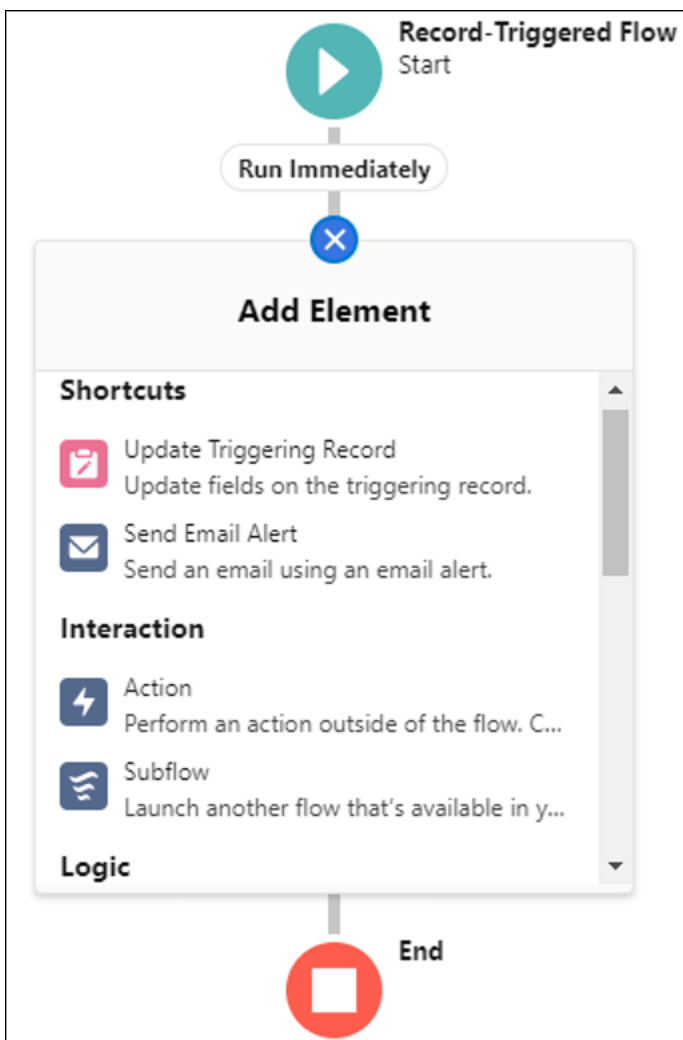 Record-Triggered Flow
Start
Run Immediately
Add Element
Shortcuts
Update Triggering Record
Update fields on the triggering record.
Send Email Alert
Send an email using an email alert.
Interaction
Action
Perform an action outside of the flow. C...
Subflow
Launch another flow that's available in y...
Logic
End